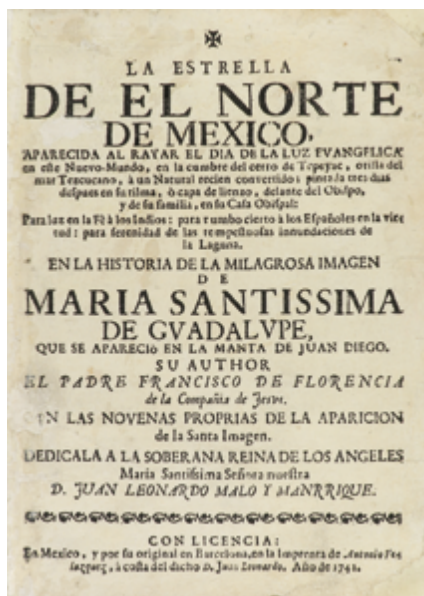 LA ESTRELLA
DE EL NORTE
DE MEXICO,
APARECIDA AL RAYAR EL DIA DE LA LUZ EVANGELICA
en este Nuevo-Mundo, en la cumbre del cerro de Tepeyac, orilla del
mar Tezcucano, à un Natural recien convertido; pintada tres dias
despues en su tilma, ò capa de lienzo, delante del Obispo,
y de su familia, en su Casa Obispal:
Para luz en la Fè à los Indios: para rumbo cierto à los Españoles en la vir-
tud: para serenidad de las tempestuosas inundaciones de
la Laguna.
EN LA HISTORIA DE LA MILAGROSA IMAGEN
DE
MARIA SANTISSIMA
DE GVADALVPE,
QUE SE APARECIÓ EN LA MANTA DE JUAN DIEGO.
SU AUTHOR
EL PADRE FRANCISCO DE FLORENCIA
de la Compañia de Jesus.
CON LAS NOVENAS PROPRIAS DE LA APARICION
de la Santa Imagen.
DEDICALA A LA SOBERANA REINA DE LOS ANGELES
Maria Santissima Señora nuestra
D. JUAN LEONARDO MALO Y MANRRIQUE.
CON LICENCIA:
En Mexico, y por su original en Barcelona, en la Imprenta de Antonio
à costa del dicho D. Juan Leonardo. Año de 1741.